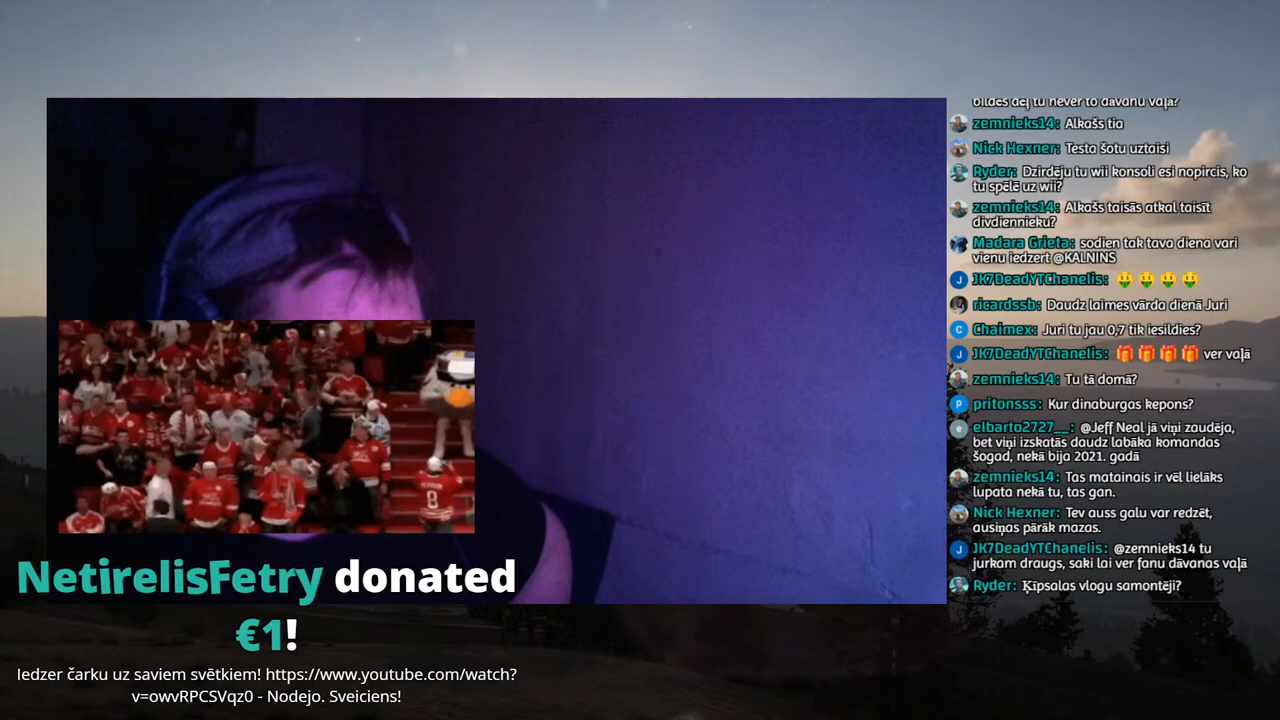 bildes dēļ tu never to dāvanu vaļā?
zemnieks14: Alkašs tia
Nick Hexner: Testa šotu uztaisi
Ryder: Dzirdēju tu wii konsoli esi nopircis, ko
tu spēlē uz wii?
zemnieks14: Alkašs taisās atkal taisīt
divdiennieku?
Madara Grieta: sodien tak tava diena vari
vienu iedzert @KALNINS
J
JK7DeadYTChanelis: 🤑 🤑 🤑 🤑
ricardssb: Daudz laimes vārda dienā Juri
C
Chaimex: Juri tu jau 0,7 tik iesildies?
J
JK7DeadYTChanelis: 🎁 🎁 🎁 🎁 ver vaļā
zemnieks14: Tu tā domā?
P
pritonsss: Kur dinaburgas kepons?
e
elbarto2727__: @Jeff Neal jā viņi zaudēja,
bet viņi izskatās daudz labāka komandas
šogad, nekā bija 2021. gadā
zemnieks14: Tas matainais ir vēl lielāks
lupata nekā tu, tas gan.
Nick Hexner: Tev auss galu var redzēt,
ausiņas pārāk mazas.
J
JK7DeadYTChanelis: @zemnieks14 tu
jurkam draugs, saki lai ver fanu dāvanas vaļā
Ryder: Ķīpsalas vlogu samontēji?
8
NetirelisFetry donated
€1!
Iedzer čarku uz saviem svētkiem! https://www.youtube.com/watch?
v=owvRPCSVqz0 - Nodejo. Sveiciens!